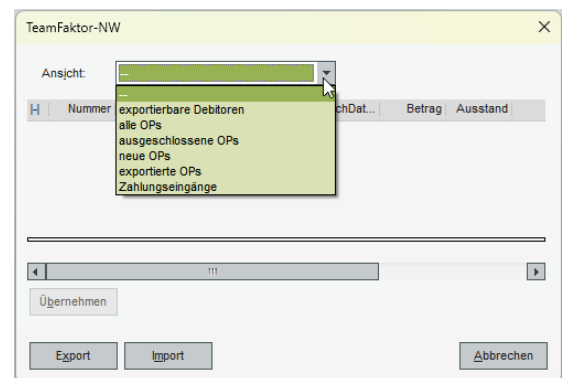 TeamFaktor-NW
Ansicht: --
--
exportierbare Debitoren
alle OPs
ausgeschlossene OPs
neue OPs
exportierte OPs
Zahlungseingänge
[-] Nummer chDat... Betrag Ausstand
Übernehmen
Export Import Abbrechen